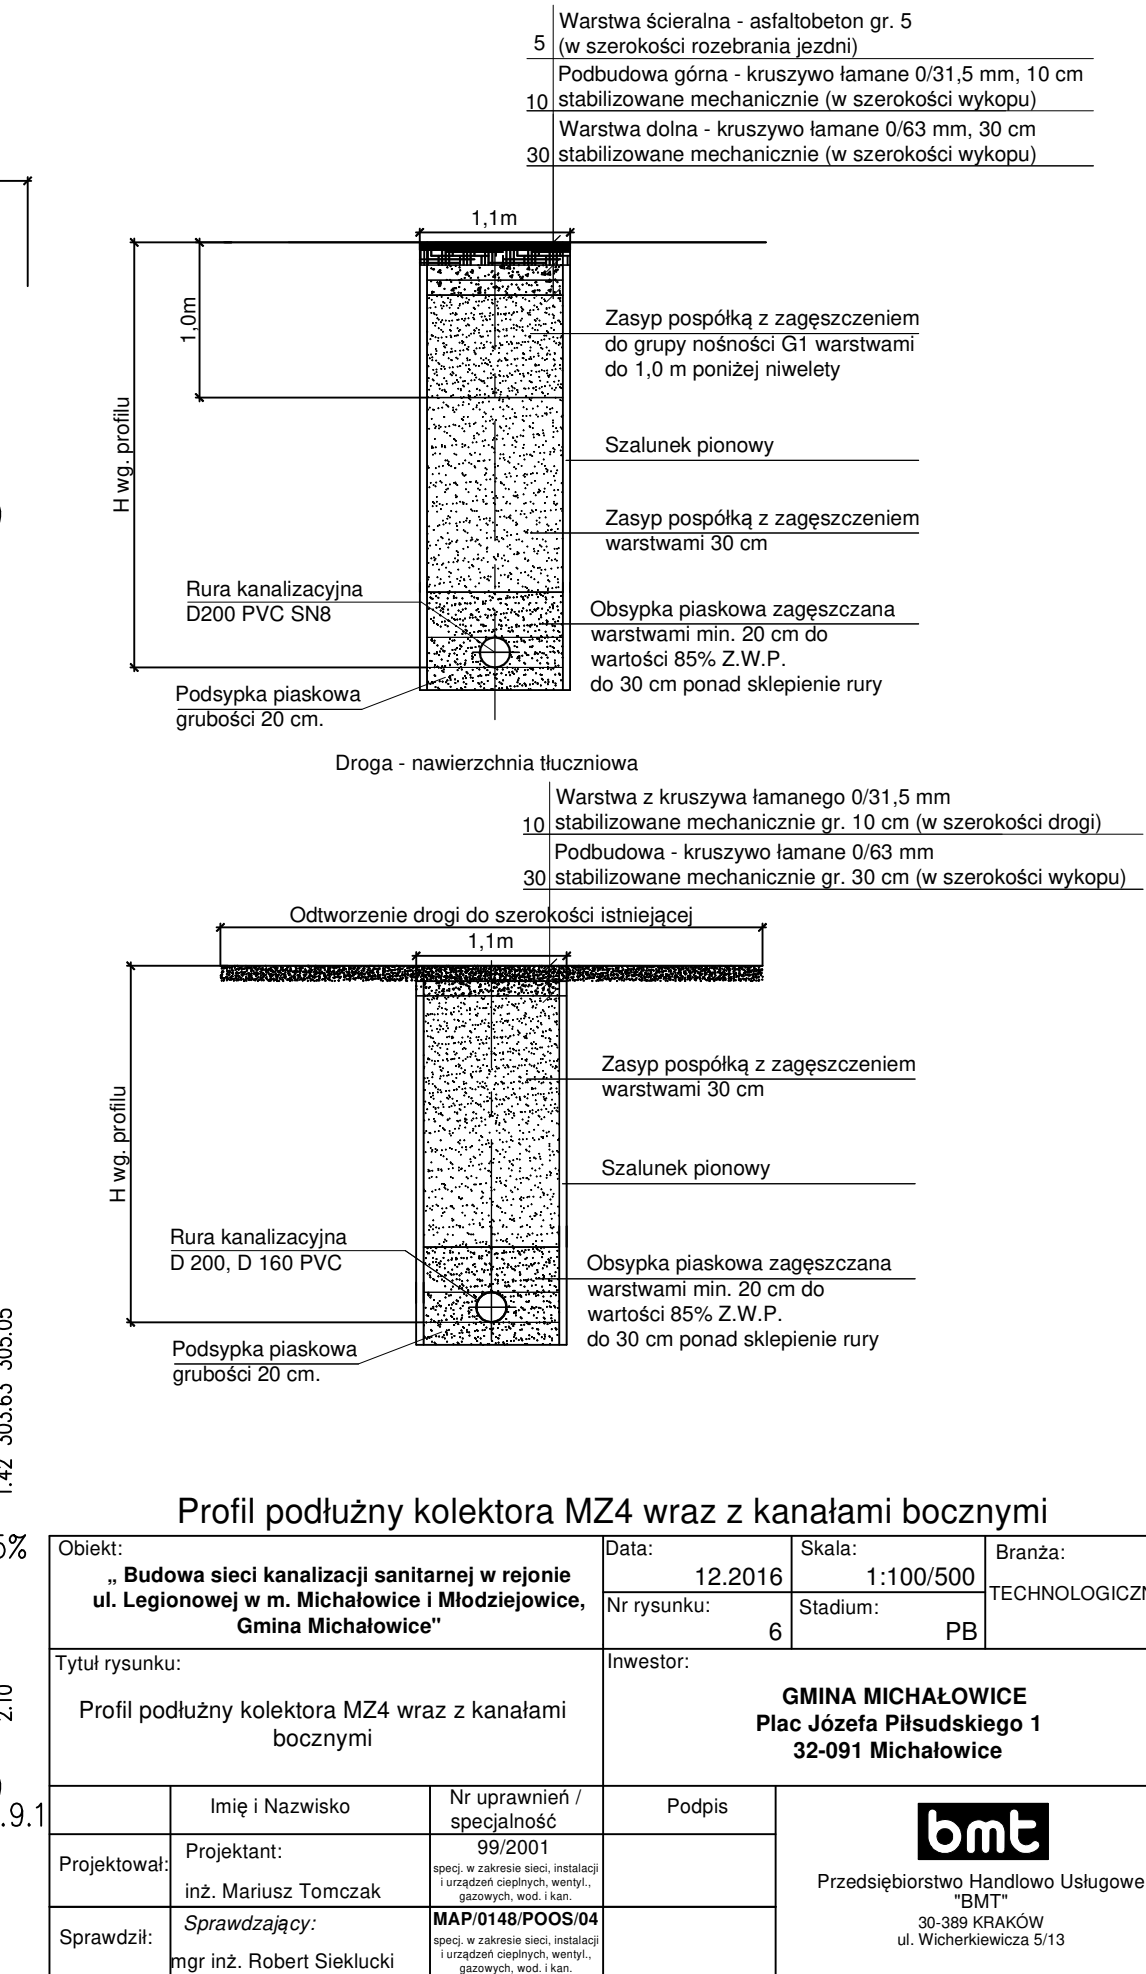 Warstwa ścieralna - asfaltobeton gr. 5
5 (w szerokości rozebrania jezdni)
Podbudowa górna - kruszywo łamane 0/31,5 mm, 10 cm
10 stabilizowane mechanicznie (w szerokości wykopu)
Warstwa dolna - kruszywo łamane 0/63 mm, 30 cm
30 stabilizowane mechanicznie (w szerokości wykopu)
1,1m
1,0m
H wg. profilu
Zasyp pospółką z zagęszczeniem
do grupy nośności G1 warstwami
do 1,0 m poniżej niwelety
Szalunek pionowy
Zasyp pospółką z zagęszczeniem
warstwami 30 cm
Rura kanalizacyjna
D200 PVC SN8
Obsypka piaskowa zagęszczana
warstwami min. 20 cm do
wartości 85% Z.W.P.
do 30 cm ponad sklepienie rury
Podsypka piaskowa
grubości 20 cm.
Droga - nawierzchnia tłuczniowa
Warstwa z kruszywa łamanego 0/31,5 mm
10 stabilizowane mechanicznie gr. 10 cm (w szerokości drogi)
Podbudowa - kruszywo łamane 0/63 mm
30 stabilizowane mechanicznie gr. 30 cm (w szerokości wykopu)
Odtworzenie drogi do szerokości istniejącej
1,1m
H wg. profilu
Zasyp pospółką z zagęszczeniem
warstwami 30 cm
Szalunek pionowy
Rura kanalizacyjna
D 200, D 160 PVC
Obsypka piaskowa zagęszczana
warstwami min. 20 cm do
wartości 85% Z.W.P.
do 30 cm ponad sklepienie rury
Podsypka piaskowa
grubości 20 cm.
1.42 303.63 305.05
5%
2.10
.9.1
Profil podłużny kolektora MZ4 wraz z kanałami bocznymi
Obiekt:
„ Budowa sieci kanalizacji sanitarnej w rejonie
ul. Legionowej w m. Michałowice i Młodziejowice,
Gmina Michałowice"
Data:
12.2016
Skala:
1:100/500
Branża:
TECHNOLOGICZN
Nr rysunku:
6
Stadium:
PB
Tytuł rysunku:
Profil podłużny kolektora MZ4 wraz z kanałami
bocznymi
Inwestor:
GMINA MICHAŁOWICE
Plac Józefa Piłsudskiego 1
32-091 Michałowice
Imię i Nazwisko
Nr uprawnień /
specjalność
Podpis
Projektował:
Projektant:
inż. Mariusz Tomczak
99/2001
specj. w zakresie sieci, instalacji
i urządzeń cieplnych, wentyl.,
gazowych, wod. i kan.
Sprawdził:
Sprawdzający:
mgr inż. Robert Sieklucki
MAP/0148/POOS/04
specj. w zakresie sieci, instalacji
i urządzeń cieplnych, wentyl.,
gazowych, wod. i kan.
bmt
Przedsiębiorstwo Handlowo Usługowe
"BMT"
30-389 KRAKÓW
ul. Wicherkiewicza 5/13